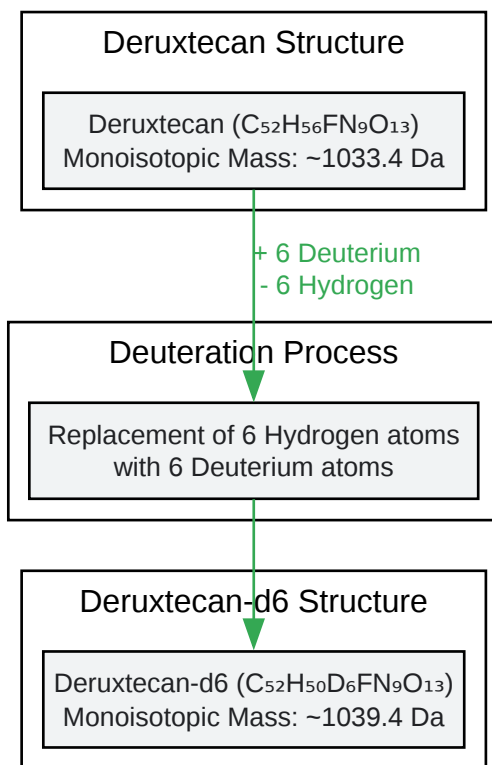 Deruxtecan Structure
Deruxtecan (C₅₂H₅₆FN₉O₁₃)
Monoisotopic Mass: ~1033.4 Da
+ 6 Deuterium
- 6 Hydrogen
Deuteration Process
Replacement of 6 Hydrogen atoms
with 6 Deuterium atoms
Deruxtecan-d6 Structure
Deruxtecan-d6 (C₅₂H₅₀D₆FN₉O₁₃)
Monoisotopic Mass: ~1039.4 Da